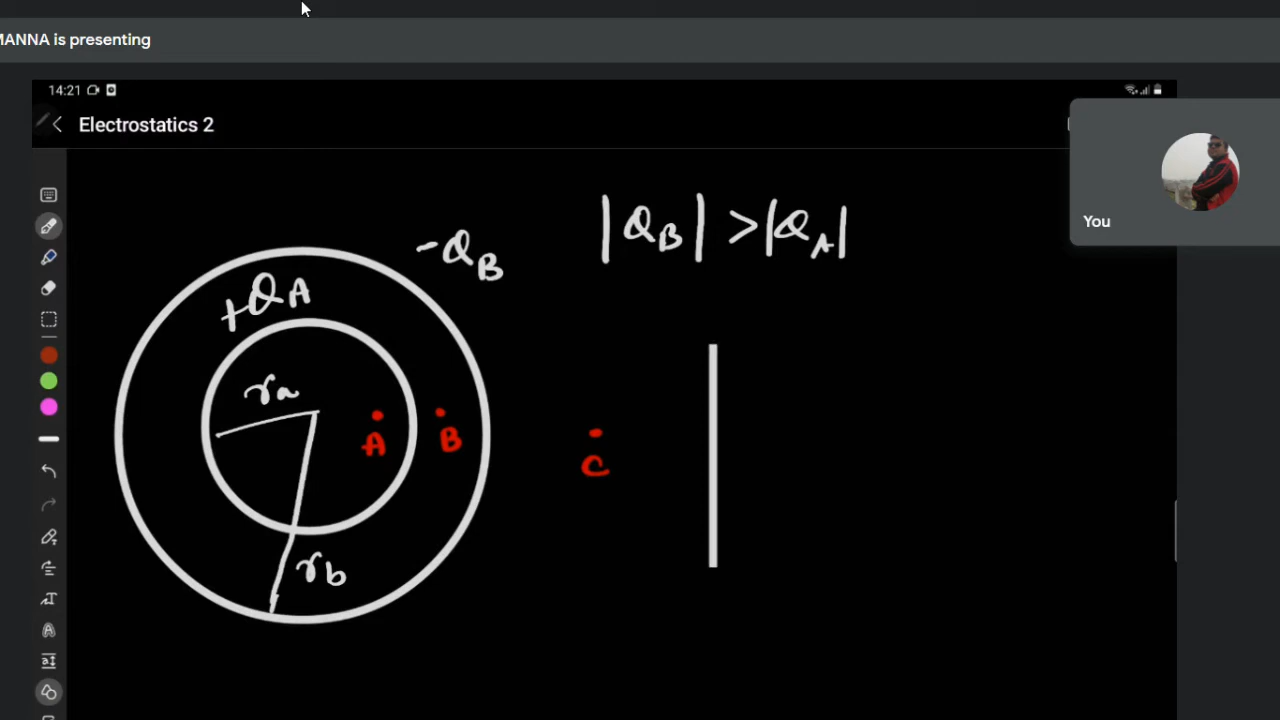 MANNA is presenting
14:21
Electrostatics 2
You
|QB| > |QA|
-QB
+QA
ra
A
B
C
rb